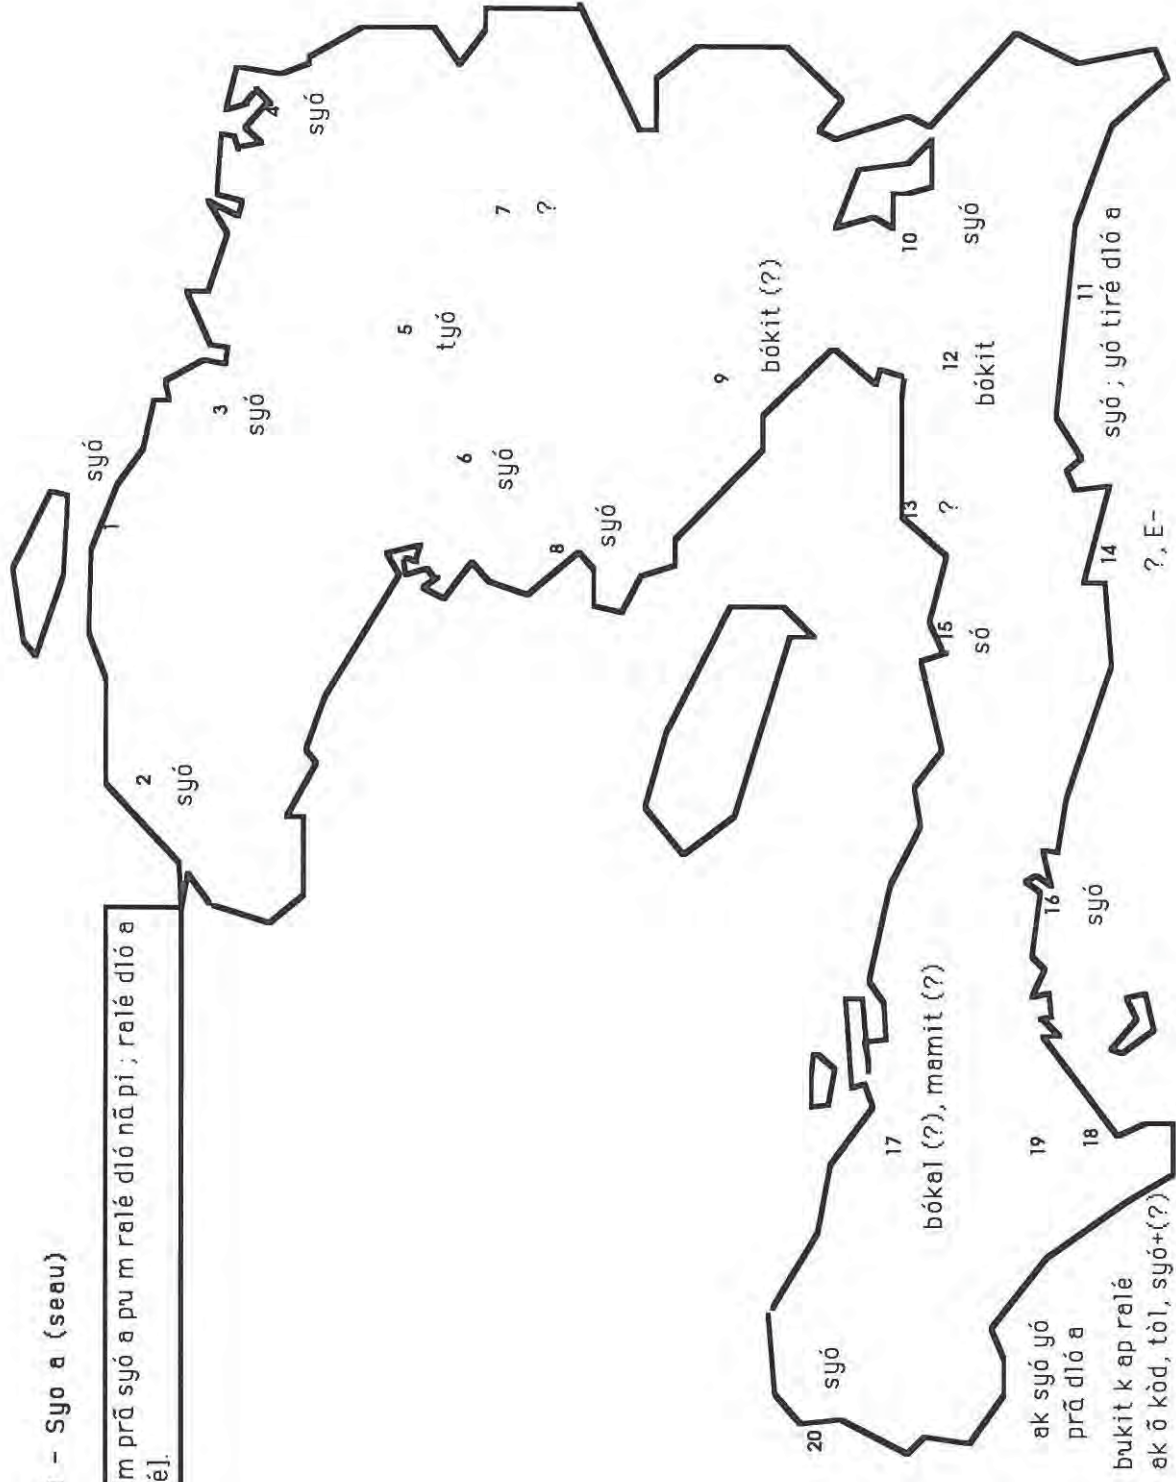 - Syo a (seau)
m prã syó a pu m ralé dló nã pi ; ralé dló a
é].
syó
1
2
syó
3
syó
4
syó
5
tyó
6
syó
7
?
8
syó
9
bókit (?)
10
syó
11
syó ; yó tiré dló a
12
bókit
13
?
14
?, E-
15
só
16
syó
17
bókal (?), mamit (?)
18
19
ak syó yó
prã dló a
bukit k ap ralé
ak õ kòd, tòl, syó+(?)
20
syó